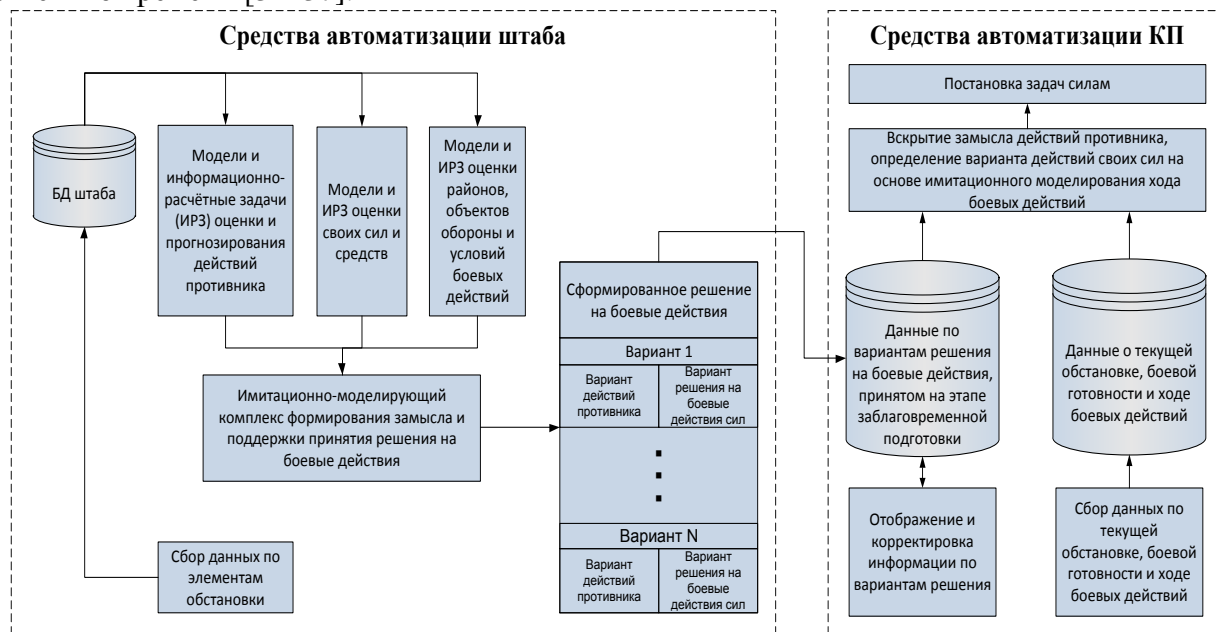 Средства автоматизации штаба
БД штаба
Модели и
информационно-
расчётные задачи
(ИРЗ) оценки и
прогнозирования
действий
противника
Модели и
ИРЗ оценки
своих сил и
средств
Модели и
ИРЗ оценки
районов,
объектов
обороны и
условий
боевых
действий
Имитационно-моделирующий
комплекс формирования замысла и
поддержки принятия решения на
боевые действия
Сбор данных по
элементам
обстановки
Сформированное решение
на боевые действия
Вариант 1
Вариант
действий
противника
Вариант
решения на
боевые
действия сил
Вариант N
Вариант
действий
противника
Вариант
решения на
боевые
действия сил
Средства автоматизации КП
Постановка задач силам
Вскрытие замысла действий противника,
определение варианта действий своих сил на
основе имитационного моделирования хода
боевых действий
Данные по
вариантам решения
на боевые действия,
принятом на этапе
заблаговременной
подготовки
Данные о текущей
обстановке, боевой
готовности и ходе
боевых действий
Отображение и
корректировка
информации по
вариантам решения
Сбор данных по
текущей
обстановке, боевой
готовности и ходе
боевых действий